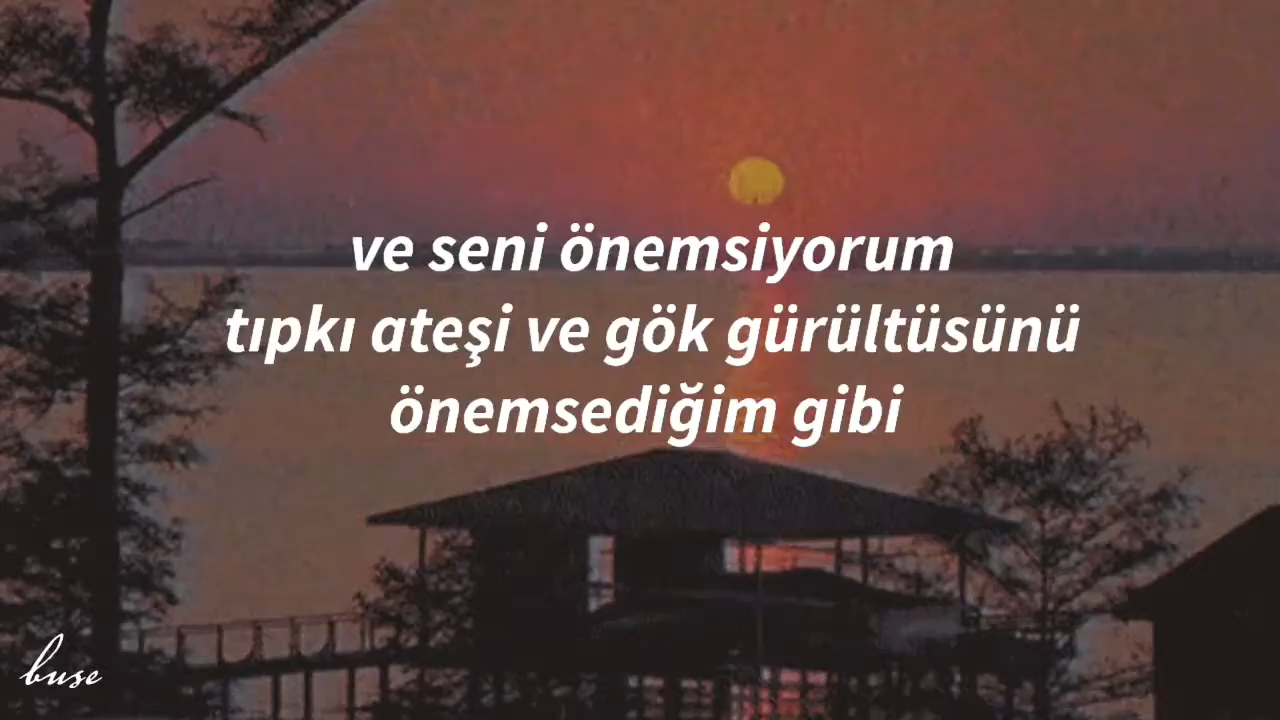 ve seni önemsiyorum
tıpkı ateşi ve gök gürültüsünü
önemsediğim gibi
buse